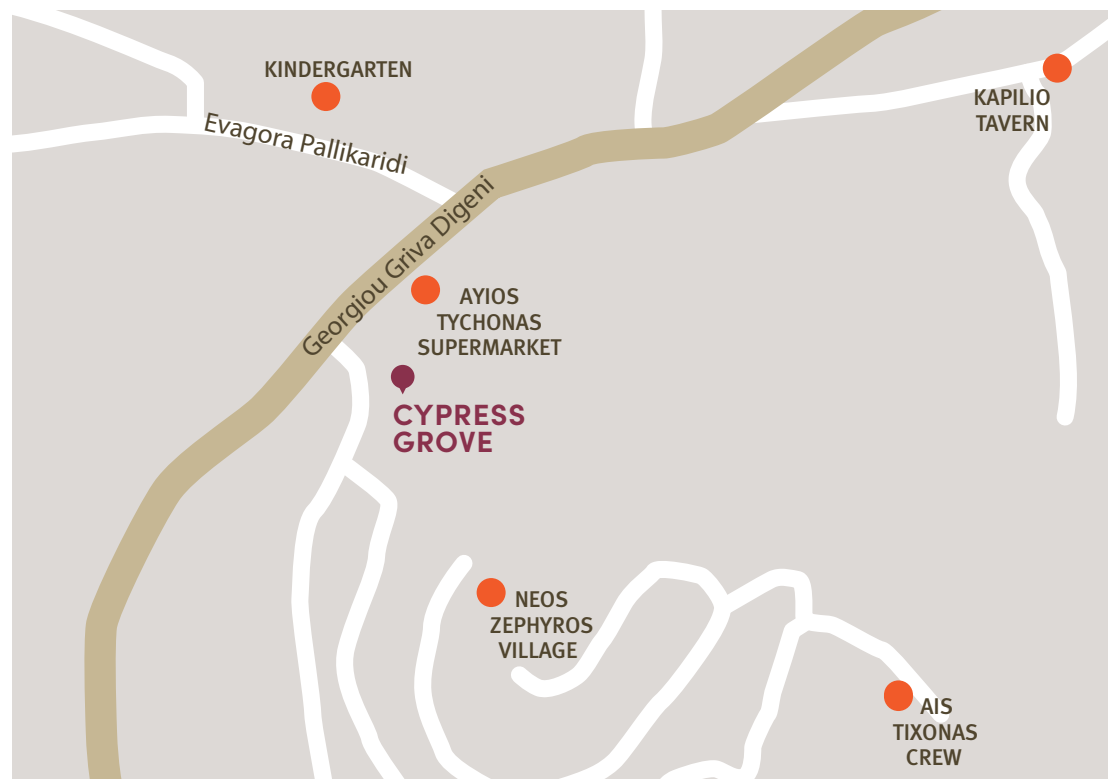 KINDERGARTEN
KAPILIO
TAVERN
Evagora Pallikaridi
Georgiou Griva Digeni
AYIOS
TYCHONAS
SUPERMARKET
CYPRESS
GROVE
NEOS
ZEPHYROS
VILLAGE
AIS
TIXONAS
CREW